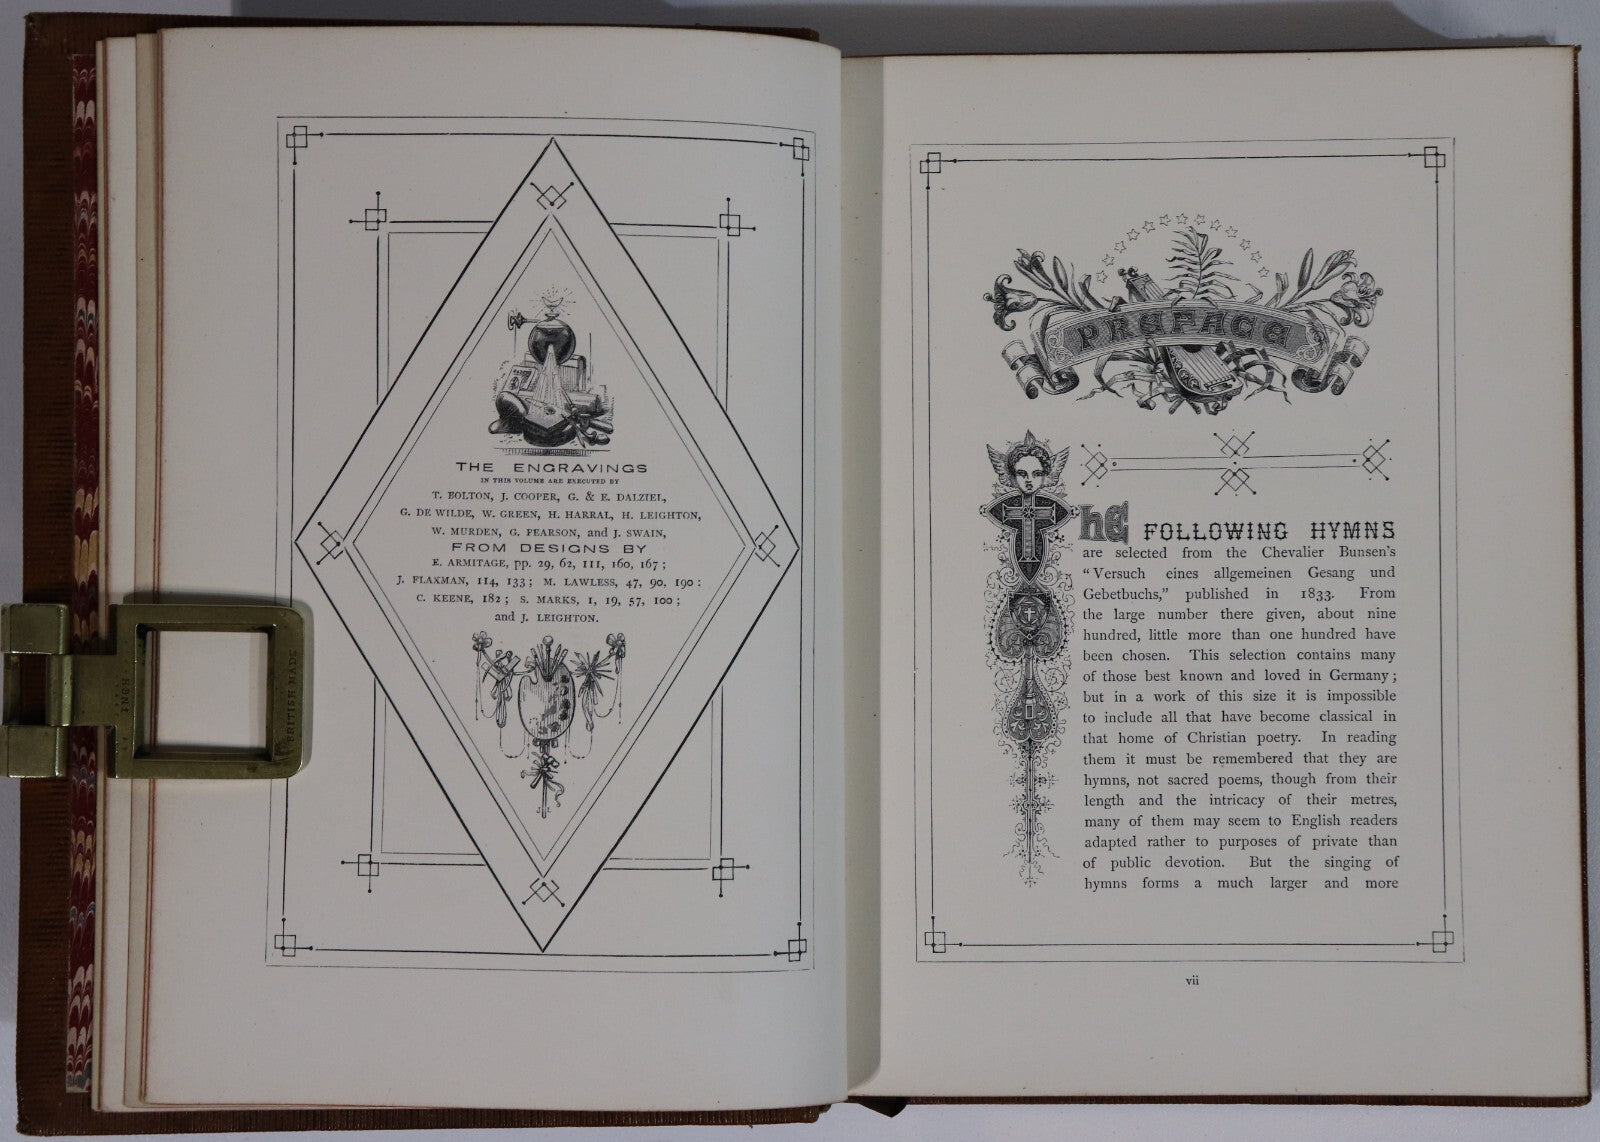 THE ENGRAVINGS
IN THIS VOLUME ARE EXECUTED BY
T. BOLTON, J. COOPER, G. & E. DALZIEL,
G. DE WILDE, W. GREEN, H. HARRAL, H. LEIGHTON,
W. MURDEN, G. PEARSON, and J. SWAIN,
FROM DESIGNS BY
E. ARMITAGE, pp. 29, 62, 111, 160, 167;
J. FLAXMAN, 114, 133; M. LAWLESS, 47, 90, 190:
C. KEENE, 182; S. MARKS, 1, 19, 57, 100;
and J. LEIGHTON.
BRITISH MADE
PREFACE
THE FOLLOWING HYMNS
are selected from the Chevalier Bunsen's
"Versuch eines allgemeinen Gesang und
Gebetbuchs," published in 1833. From
the large number there given, about nine
hundred, little more than one hundred have
been chosen. This selection contains many
of those best known and loved in Germany;
but in a work of this size it is impossible
to include all that have become classical in
that home of Christian poetry. In reading
them it must be remembered that they are
hymns, not sacred poems, though from their
length and the intricacy of their metres,
many of them may seem to English readers
adapted rather to purposes of private than
of public devotion. But the singing of
hymns forms a much larger and more
vii